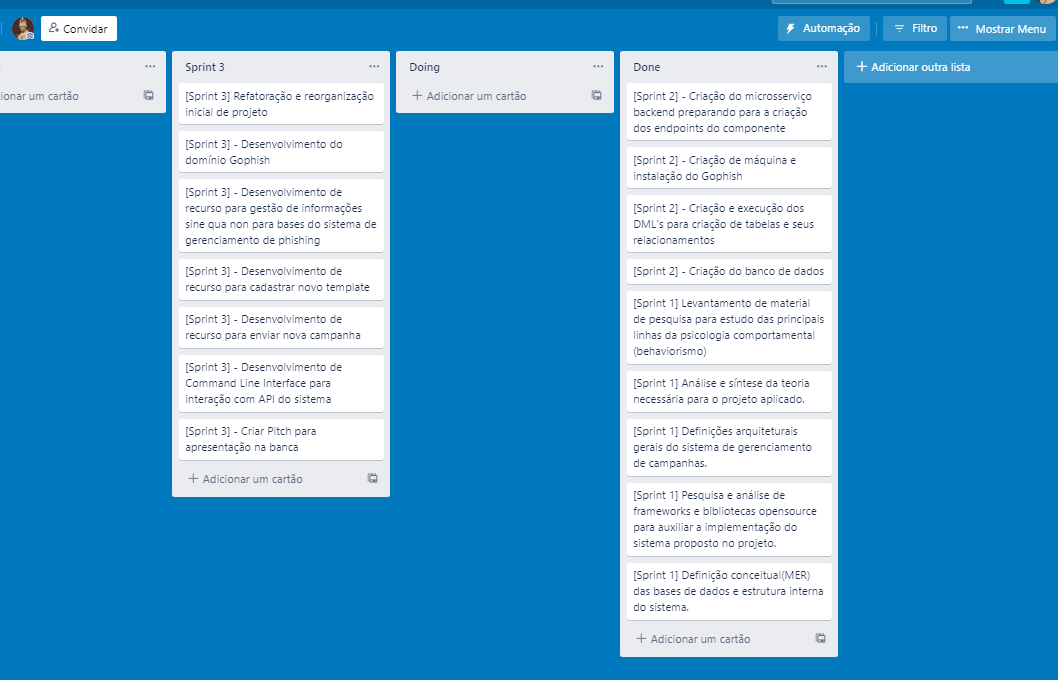 Convidar
Automação
Filtro
Mostrar Menu
cionar um cartão
Sprint 3
[Sprint 3] Refatoração e reorganização
inicial de projeto
[Sprint 3] - Desenvolvimento do
domínio Gophish
[Sprint 3] - Desenvolvimento de
recurso para gestão de informações
sine qua non para bases do sistema de
gerenciamento de phishing
[Sprint 3] - Desenvolvimento de
recurso para cadastrar novo template
[Sprint 3] - Desenvolvimento de
recurso para enviar nova campanha
[Sprint 3] - Desenvolvimento de
Command Line Interface para
interação com API do sistema
[Sprint 3] - Criar Pitch para
apresentação na banca
+ Adicionar um cartão
Doing
+ Adicionar um cartão
Done
[Sprint 2] - Criação do microsserviço
backend preparando para a criação
dos endpoints do componente
[Sprint 2] - Criação de máquina e
instalação do Gophish
[Sprint 2] - Criação e execução dos
DML's para criação de tabelas e seus
relacionamentos
[Sprint 2] - Criação do banco de dados
[Sprint 1] Levantamento de material
de pesquisa para estudo das principais
linhas da psicologia comportamental
(behaviorismo)
[Sprint 1] Análise e síntese da teoria
necessária para o projeto aplicado.
[Sprint 1] Definições arquiteturais
gerais do sistema de gerenciamento
de campanhas.
[Sprint 1] Pesquisa e análise de
frameworks e bibliotecas opensource
para auxiliar a implementação do
sistema proposto no projeto.
[Sprint 1] Definição conceitual(MER)
das bases de dados e estrutura interna
do sistema.
+ Adicionar um cartão
+ Adicionar outra lista